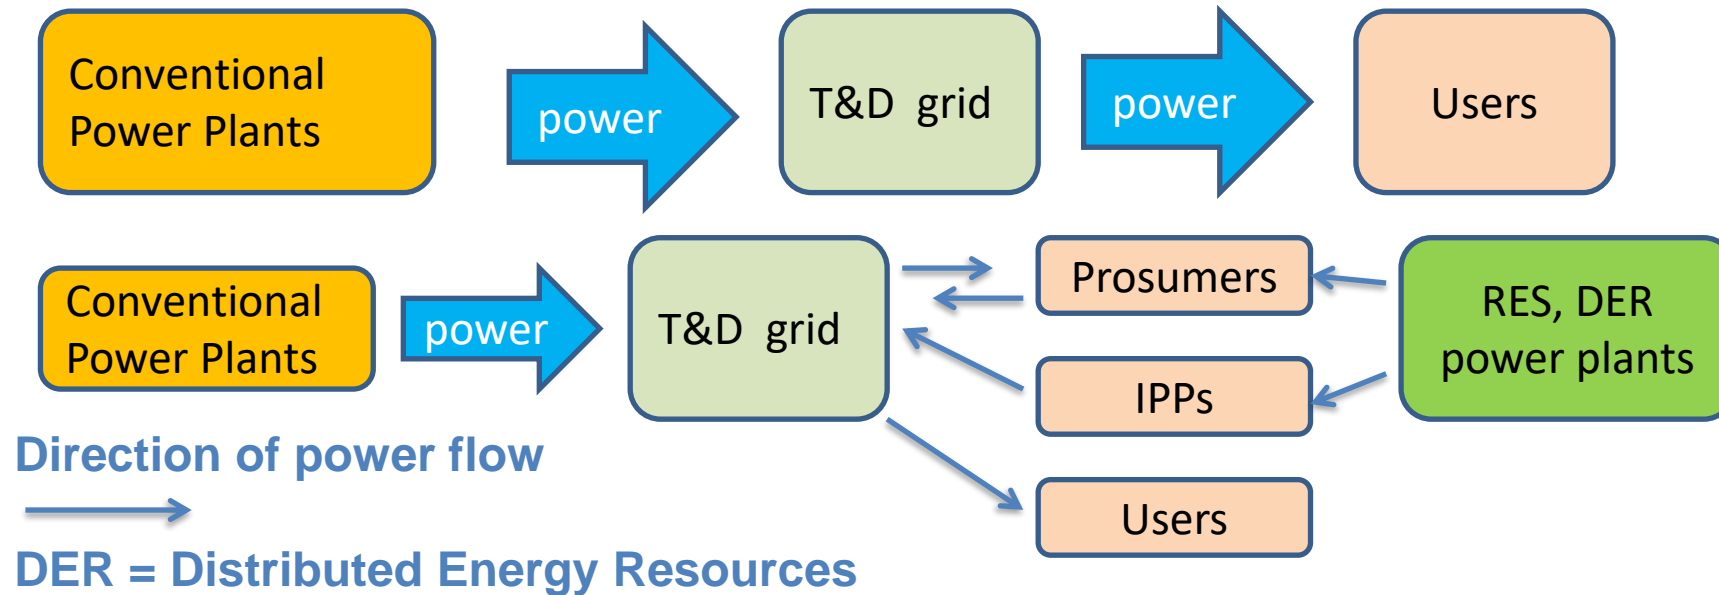 Conventional
Power Plants
power
T&D grid
power
Users
Conventional
Power Plants
power
T&D grid
Prosumers
IPPs
Users
RES, DER
power plants
Direction of power flow
DER = Distributed Energy Resources